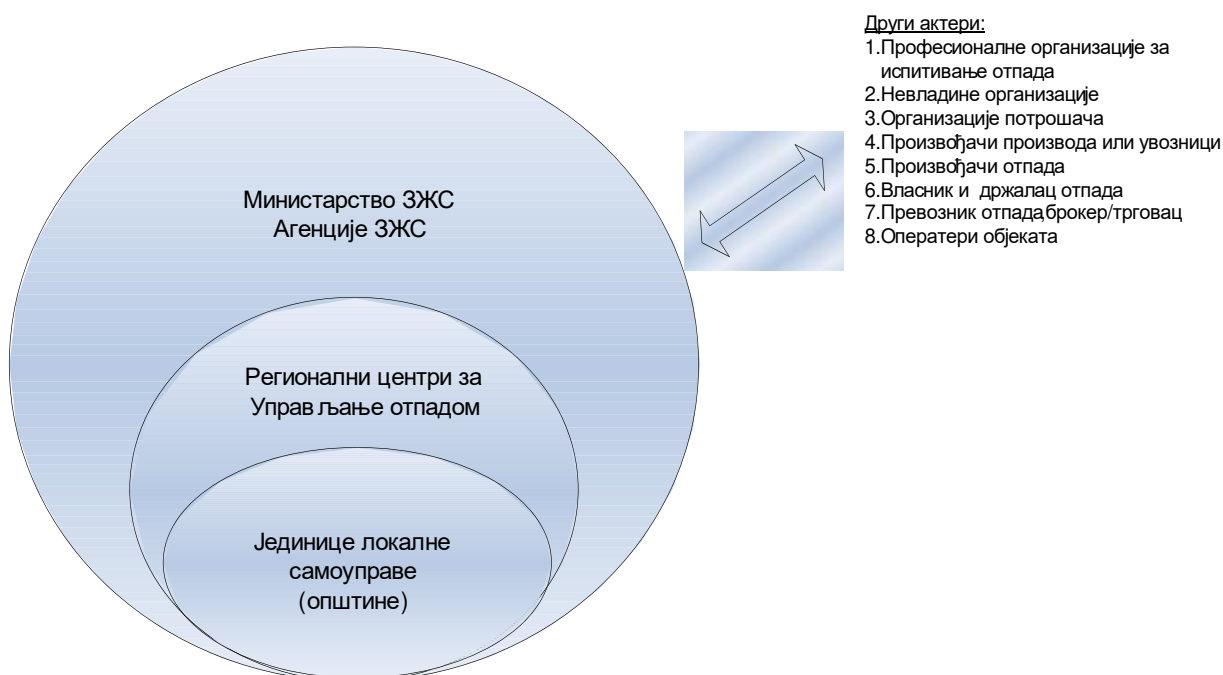 Министарство ЗЖС
Агенције ЗЖС
Регионални центри за
Управљање отпадом
Јединице локалне
самоуправе
(општине)
Други актери:
1.Професионалне организације за
испитивање отпада
2.Невладине организације
3.Организације потрошача
4.Произвођачи производа или увозници
5.Произвођачи отпада
6.Власник и држалац отпада
7.Превозник отпада,брокер/трговац
8.Оператери објеката